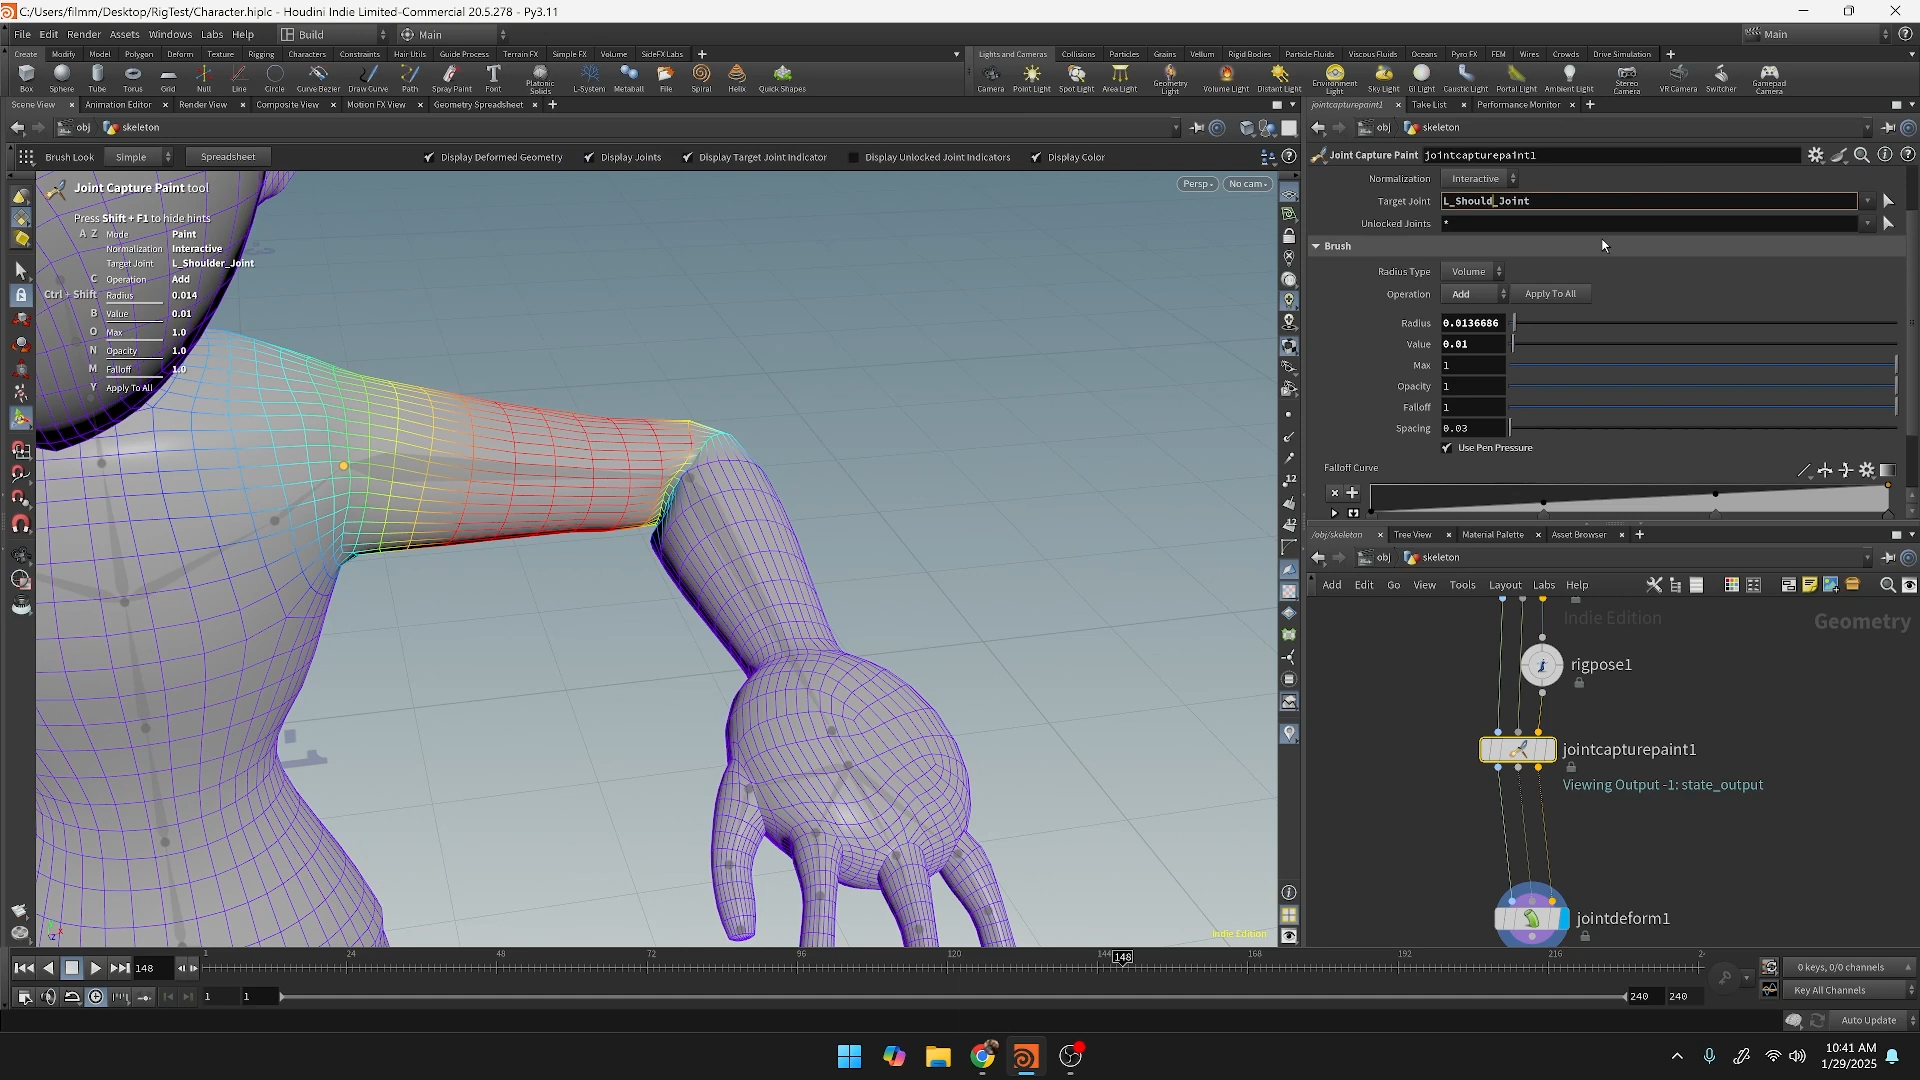 C:/Users/filmm/Desktop/RigTest/Character.hiplc - Houdini Indie Limited-Commercial 20.5.278 - Py3.11
File Edit Render Assets Windows Labs Help Build Main Main
Create Modify Model Polygon Deform Texture Rigging Characters Constraints Hair Utils Guide Process Terrain FX Simple FX Volume SideFX Labs
Lights and Cameras Collisions Particles Grains Vellum Rigid Bodies Particle Fluids Viscous Fluids Oceans Pyro FX FEM Wires Crowds Drive Simulation
Box Sphere Tube Torus Grid Null Line Circle Curve Bezier Draw Curve Path Spray Paint Font Platonic Solids L-System Metaball File Spiral Helix Quick Shapes
Camera Point Light Spot Light Area Light Geometry Light Volume Light Distant Light Environment Light Sky Light GI Light Caustic Light Portal Light Ambient Light Stereo Camera VR Camera Switcher Gamepad Camera
Scene View Animation Editor Render View Composite View Motion FX View Geometry Spreadsheet
jointcapturepaint1 Take List Performance Monitor
obj skeleton
obj skeleton
Brush Look Simple Spreadsheet Display Deformed Geometry Display Joints Display Target Joint Indicator Display Unlocked Joint Indicators Display Color
Joint Capture Paint jointcapturepaint1
Joint Capture Paint tool
Persp No cam
Press Shift + F1 to hide hints
A Z Mode Paint
Normalization Interactive
Target Joint L_Shoulder_Joint
C Operation Add
Ctrl + Shift Radius 0.014
B Value 0.01
O Max 1.0
N Opacity 1.0
M Falloff 1.0
Y Apply To All
Normalization Interactive
Target Joint L_Should_Joint
Unlocked Joints *
Brush
Radius Type Volume
Operation Add Apply To All
Radius 0.0136686
Value 0.01
Max 1
Opacity 1
Falloff 1
Spacing 0.03
Use Pen Pressure
Falloff Curve
/obj/skeleton Tree View Material Palette Asset Browser
obj skeleton
Add Edit Go View Tools Layout Labs Help
Indie Edition
Geometry
rigpose1
jointcapturepaint1
Viewing Output -1: state_output
jointdeform1
Indie Edition
148
1 24 48 72 96 120 144 148 168 192 216 2
1 1 240 240
0 keys, 0/0 channels
Key All Channels
Auto Update
10:41 AM
1/29/2025